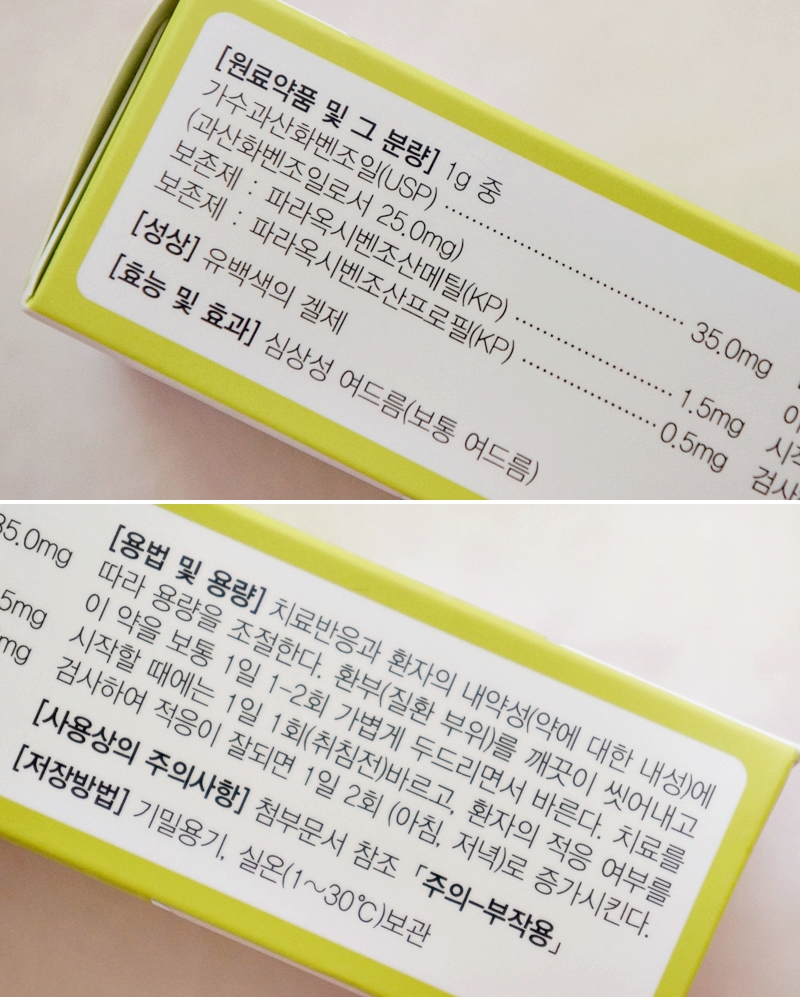 [원료약품 및 그 분량] 1g 중
가수과산화벤조일(USP) ········· 35.0mg
(과산화벤조일로서 25.0mg)
보존제 : 파라옥시벤조산메틸(KP) ········· 1.5mg
보존제 : 파라옥시벤조산프로필(KP) ········· 0.5mg
[성상] 유백색의 겔제
[효능 및 효과] 심상성 여드름(보통 여드름)
이
시작
검사
35.0mg
5mg
mg
[용법 및 용량] 치료반응과 환자의 내약성(약에 대한 내성)에
따라 용량을 조절한다. 환부(질환 부위)를 깨끗이 씻어내고
이 약을 보통 1일 1-2회 가볍게 두드리면서 바른다. 치료를
시작할 때에는 1일 1회(취침전)바르고, 환자의 적응 여부를
검사하여 적응이 잘되면 1일 2회 (아침, 저녁)로 증가시킨다.
[사용상의 주의사항] 첨부문서 참조 「주의-부작용」
[저장방법] 기밀용기, 실온(1~30℃)보관